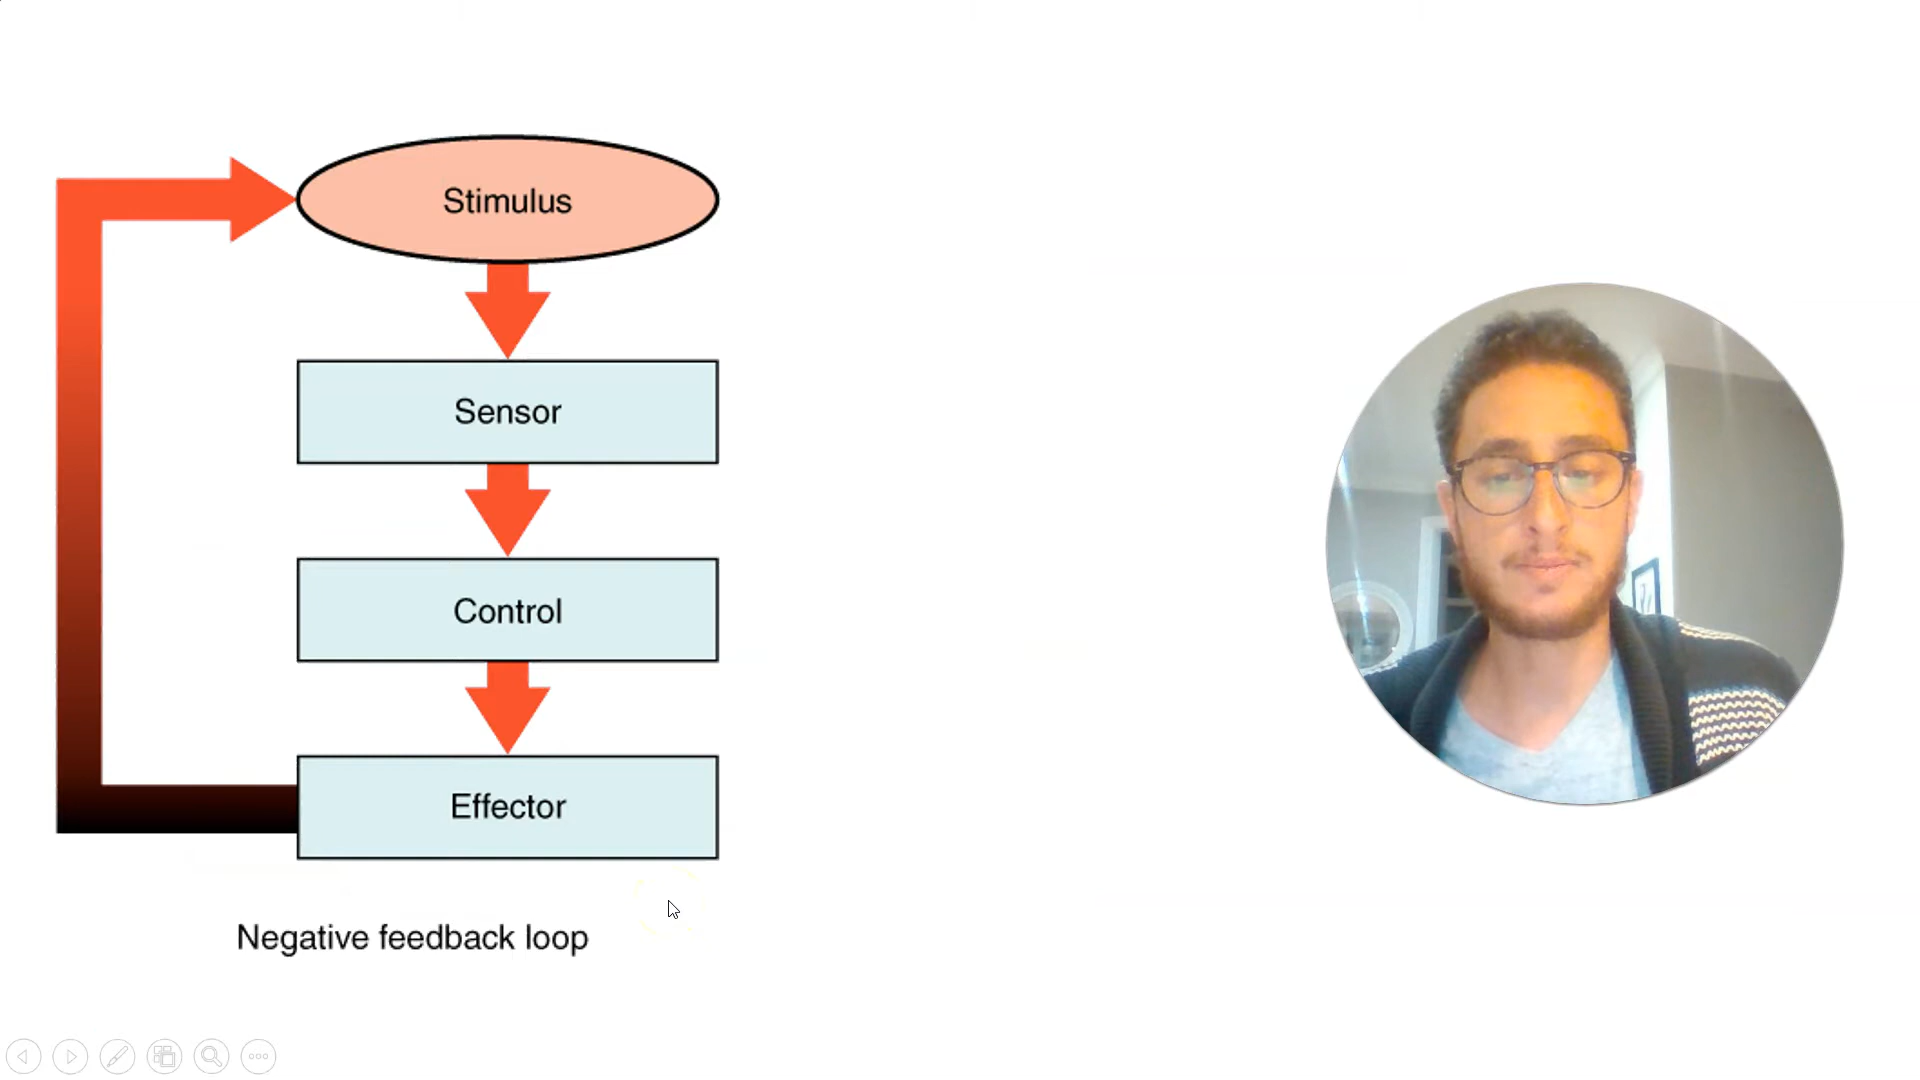 Stimulus
Sensor
Control
Effector
Negative feedback loop